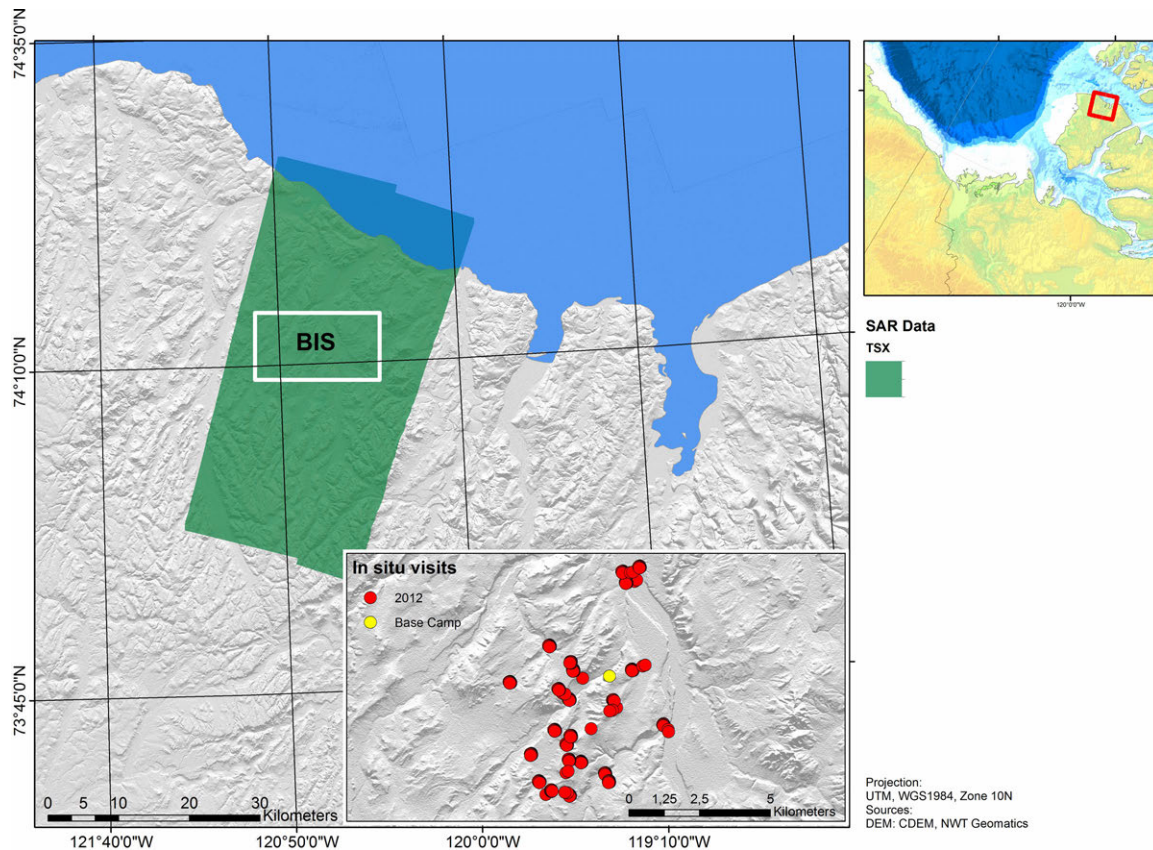 74°35'0"N
74°10'0"N
73°45'0"N
BIS
120°0'0"W
SAR Data
TSX
In situ visits
2012
Base Camp
0 5 10 20 30
Kilometers
0 1,25 2,5 5
Kilometers
121°40'0"W 120°50'0"W 120°0'0"W 119°10'0"W
Projection:
UTM, WGS1984, Zone 10N
Sources:
DEM: CDEM, NWT Geomatics